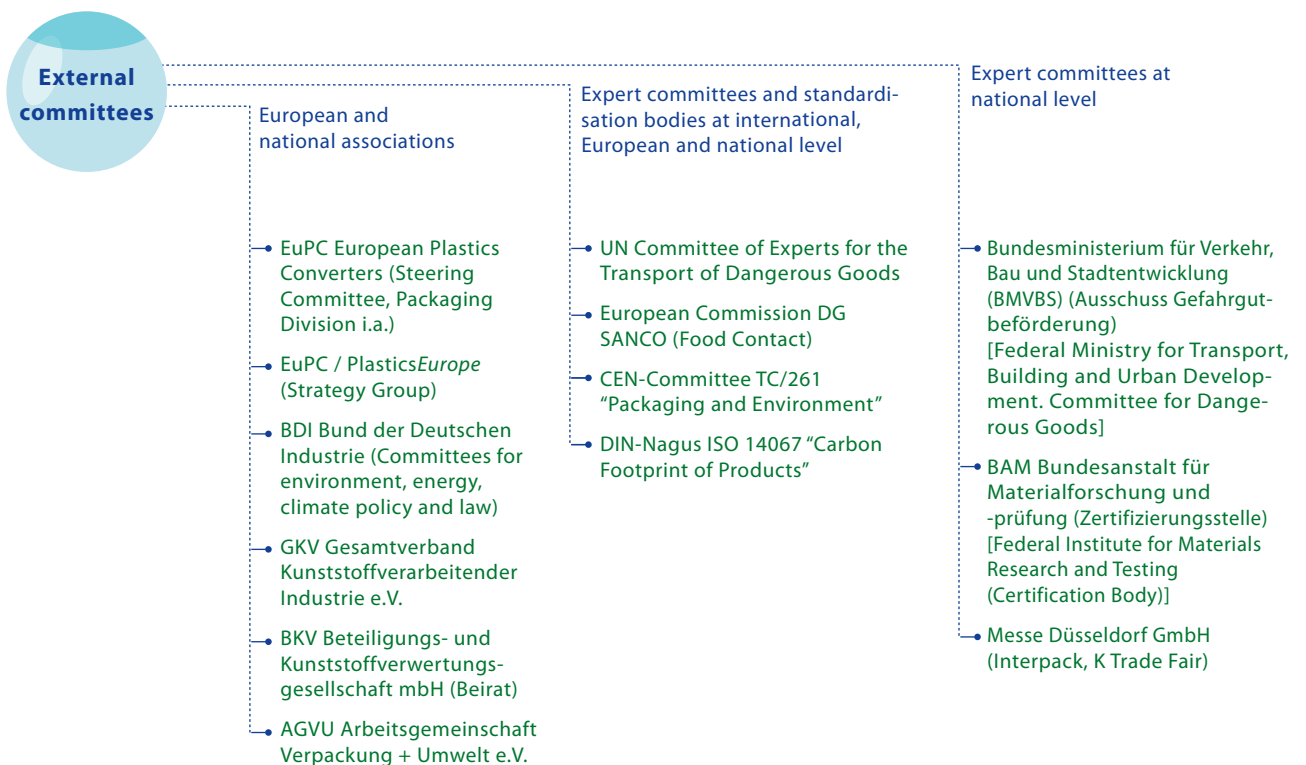 External
committees
European and
national associations
EuPC European Plastics
Converters (Steering
Committee, Packaging
Division i.a.)
EuPC / PlasticsEurope
(Strategy Group)
BDI Bund der Deutschen
Industrie (Committees for
environment, energy,
climate policy and law)
GKV Gesamtverband
Kunststoffverarbeitender
Industrie e.V.
BKV Beteiligungs- und
Kunststoffverwertungs-
gesellschaft mbH (Beirat)
AGVU Arbeitsgemeinschaft
Verpackung + Umwelt e.V.
Expert committees and standardi-
sation bodies at international,
European and national level
UN Committee of Experts for the
Transport of Dangerous Goods
European Commission DG
SANCO (Food Contact)
CEN-Committee TC/261
“Packaging and Environment”
DIN-Nagus ISO 14067 “Carbon
Footprint of Products”
Expert committees at
national level
Bundesministerium für Verkehr,
Bau und Stadtentwicklung
(BMVBS) (Ausschuss Gefahrgut-
beförderung)
[Federal Ministry for Transport,
Building and Urban Develop-
ment. Committee for Dange-
rous Goods]
BAM Bundesanstalt für
Materialforschung und
-prüfung (Zertifizierungsstelle)
[Federal Institute for Materials
Research and Testing
(Certification Body)]
Messe Düsseldorf GmbH
(Interpack, K Trade Fair)